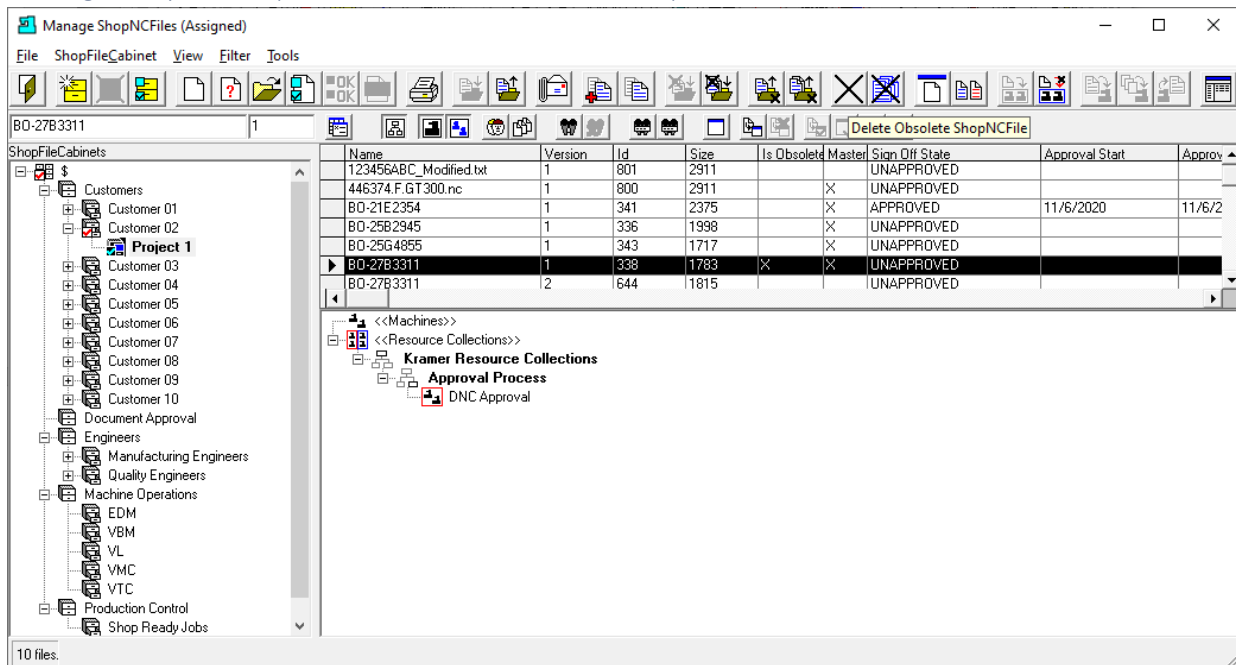 Manage ShopNCFiles (Assigned)
File ShopFileCabinet View Filter Tools
OK
OK
BO-27B3311 1
Delete Obsolete ShopNCFile
ShopFileCabinets
$
Customers
Customer 01
Customer 02
Project 1
Customer 03
Customer 04
Customer 05
Customer 06
Customer 07
Customer 08
Customer 09
Customer 10
Document Approval
Engineers
Manufacturing Engineers
Quality Engineers
Machine Operations
EDM
VBM
VL
VMC
VTC
Production Control
Shop Ready Jobs
Name Version Id Size Is Obsolete Master Sign Off State Approval Start Approv
123456ABC_Modified.txt 1 801 2911 UNAPPROVED
446374.F.GT300.nc 1 800 2911 X UNAPPROVED
BO-21E2354 1 341 2375 X APPROVED 11/6/2020 11/6/2
BO-25B2945 1 336 1998 X UNAPPROVED
BO-25G4855 1 343 1717 X UNAPPROVED
BO-27B3311 1 338 1783 X X UNAPPROVED
BO-27B3311 2 644 1815 UNAPPROVED
<<Machines>>
<<Resource Collections>>
Kramer Resource Collections
Approval Process
DNC Approval
10 files.